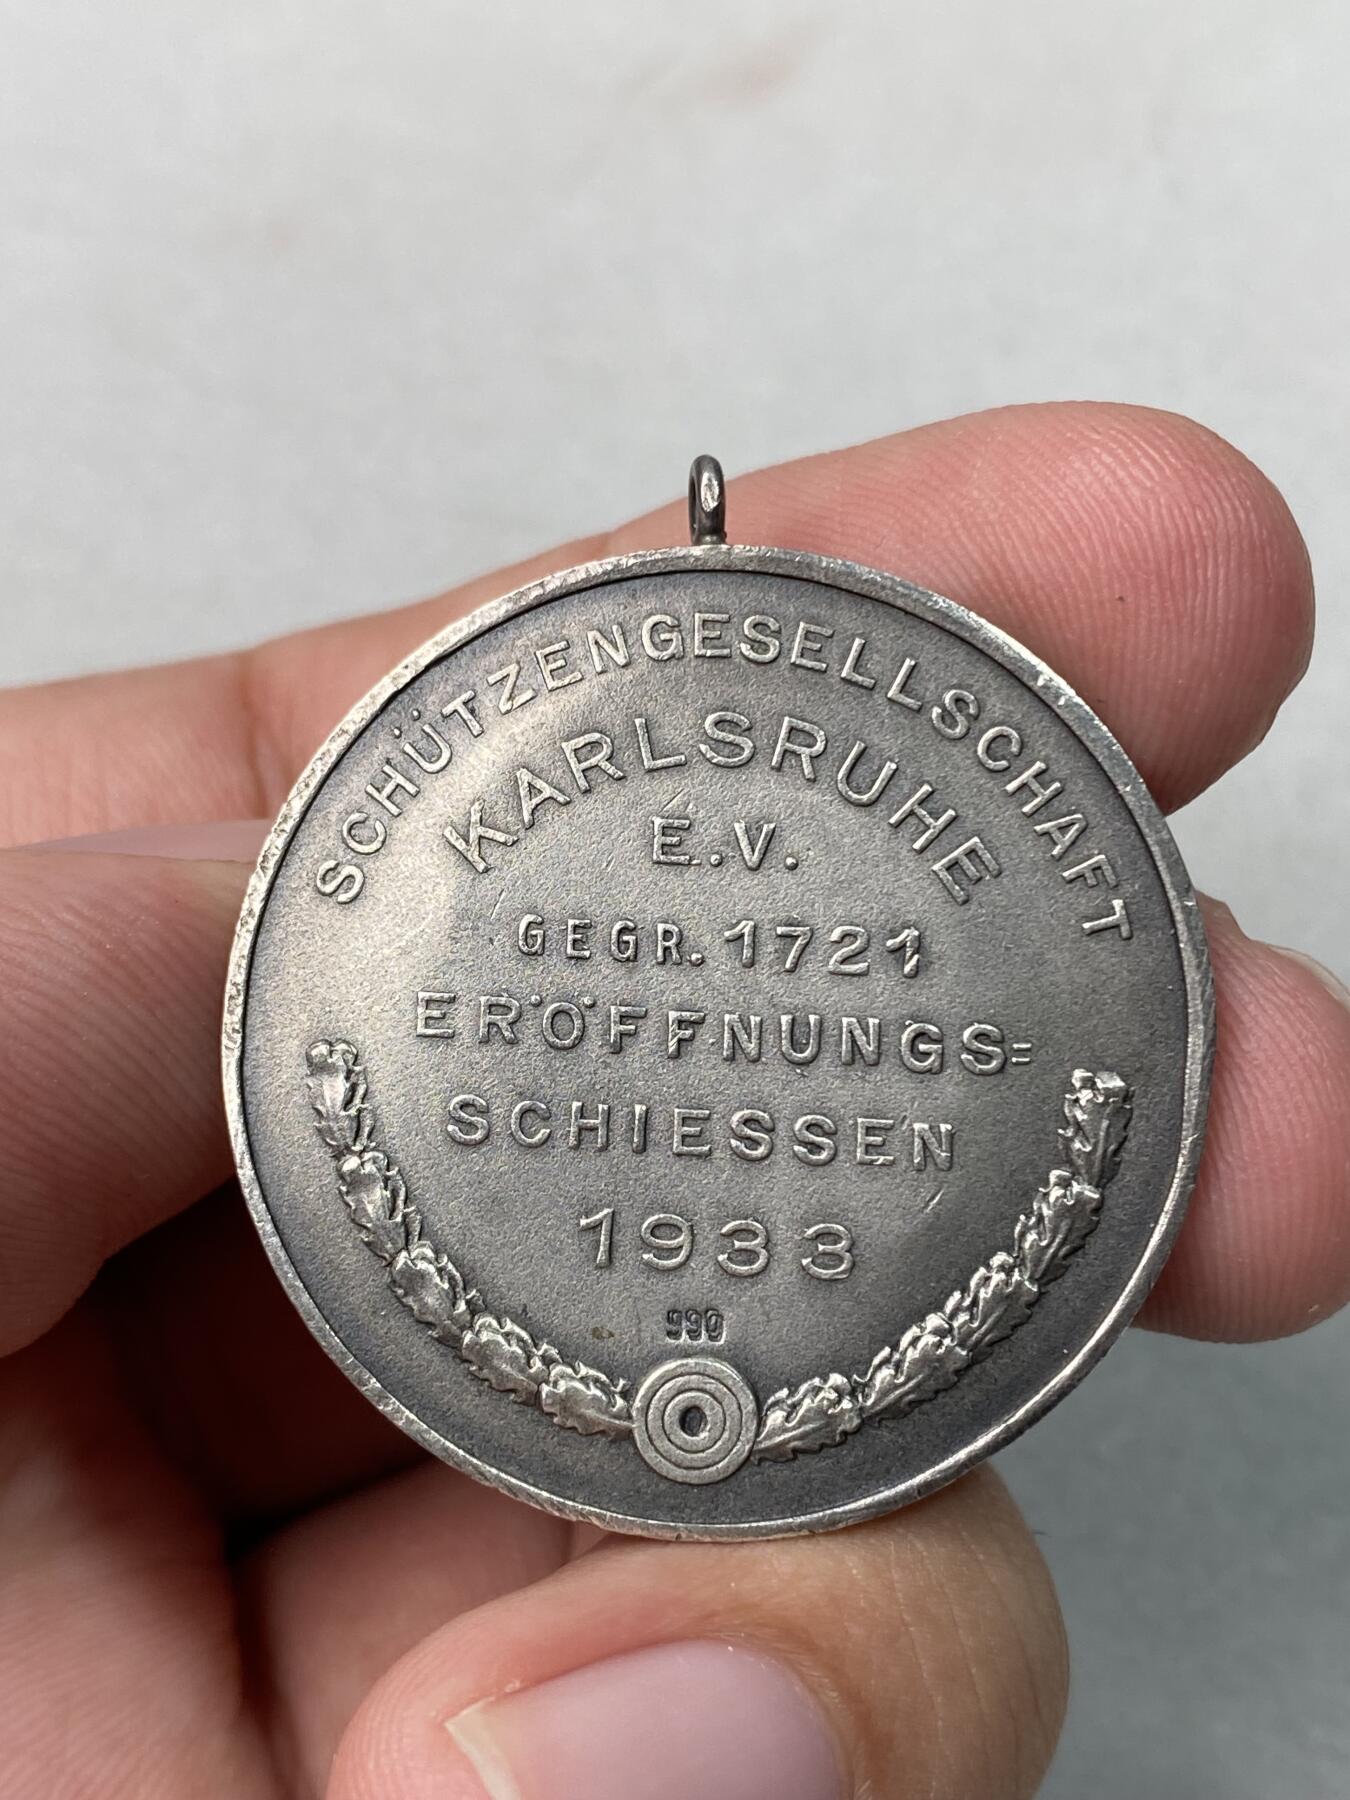 SCHÜTZENGESELLSCHAFT
KARLSRUHE
E.V.
GEGR. 1721
ERÖFFNUNGS=
SCHIESSEN
1933
990